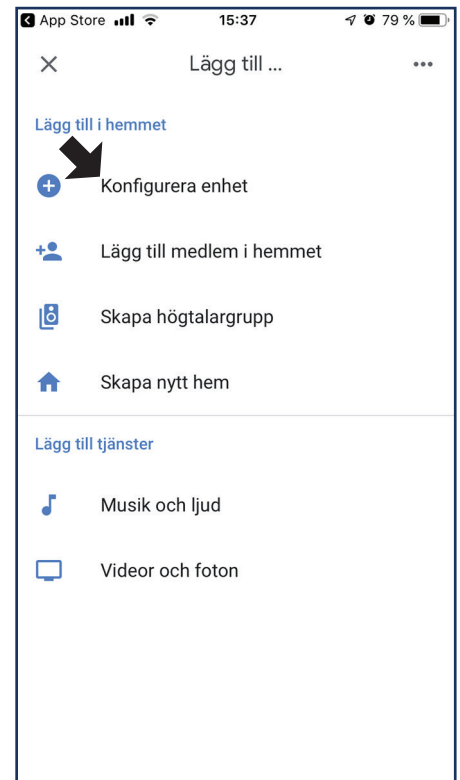 App Store 15:37 79 %
Lägg till ...
Lägg till i hemmet
Konfigurera enhet
Lägg till medlem i hemmet
Skapa högtalargrupp
Skapa nytt hem
Lägg till tjänster
Musik och ljud
Videor och foton